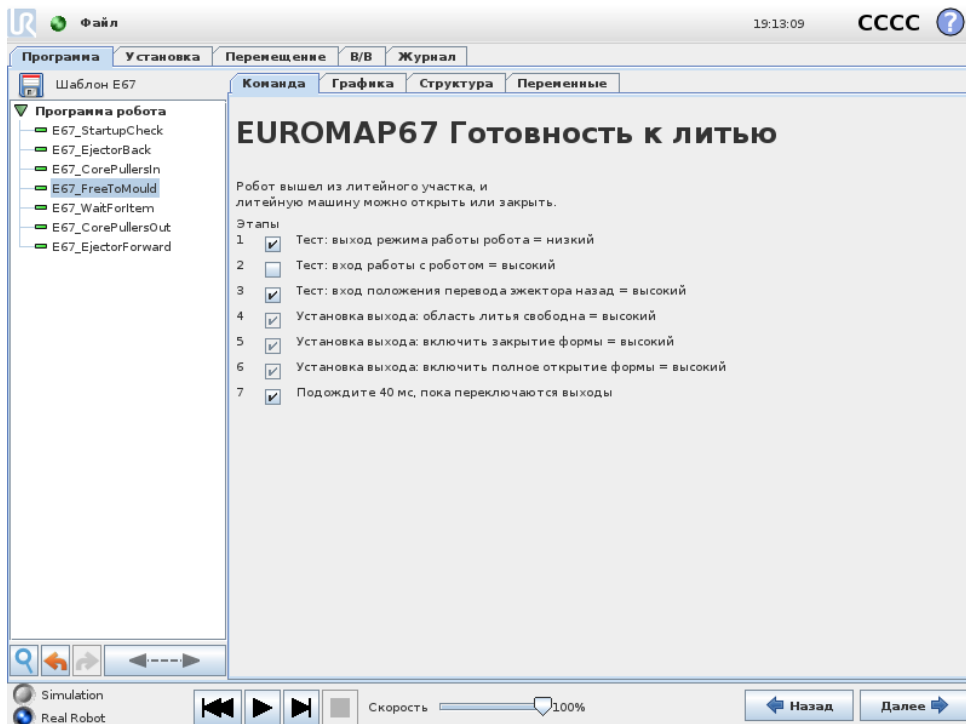 UR
Файл
19:13:09
CCCC
?
Программа
Установка
Перемещение
В/В
Журнал
Шаблон E67
Команда
Графика
Структура
Переменные
Программа робота
E67_StartupCheck
E67_EjectorBack
E67_CorePullersIn
E67_FreeToMould
E67_WaitForItem
E67_CorePullersOut
E67_EjectorForward
EUROMAP67 Готовность к литью
Робот вышел из литейного участка, и
литейную машину можно открыть или закрыть.
Этапы
1 Тест: выход режима работы робота = низкий
2 Тест: вход работы с роботом = высокий
3 Тест: вход положения перевода эжектора назад = высокий
4 Установка выхода: область литья свободна = высокий
5 Установка выхода: включить закрытие формы = высокий
6 Установка выхода: включить полное открытие формы = высокий
7 Подождите 40 мс, пока переключаются выходы
Simulation
Real Robot
Скорость
100%
Назад
Далее